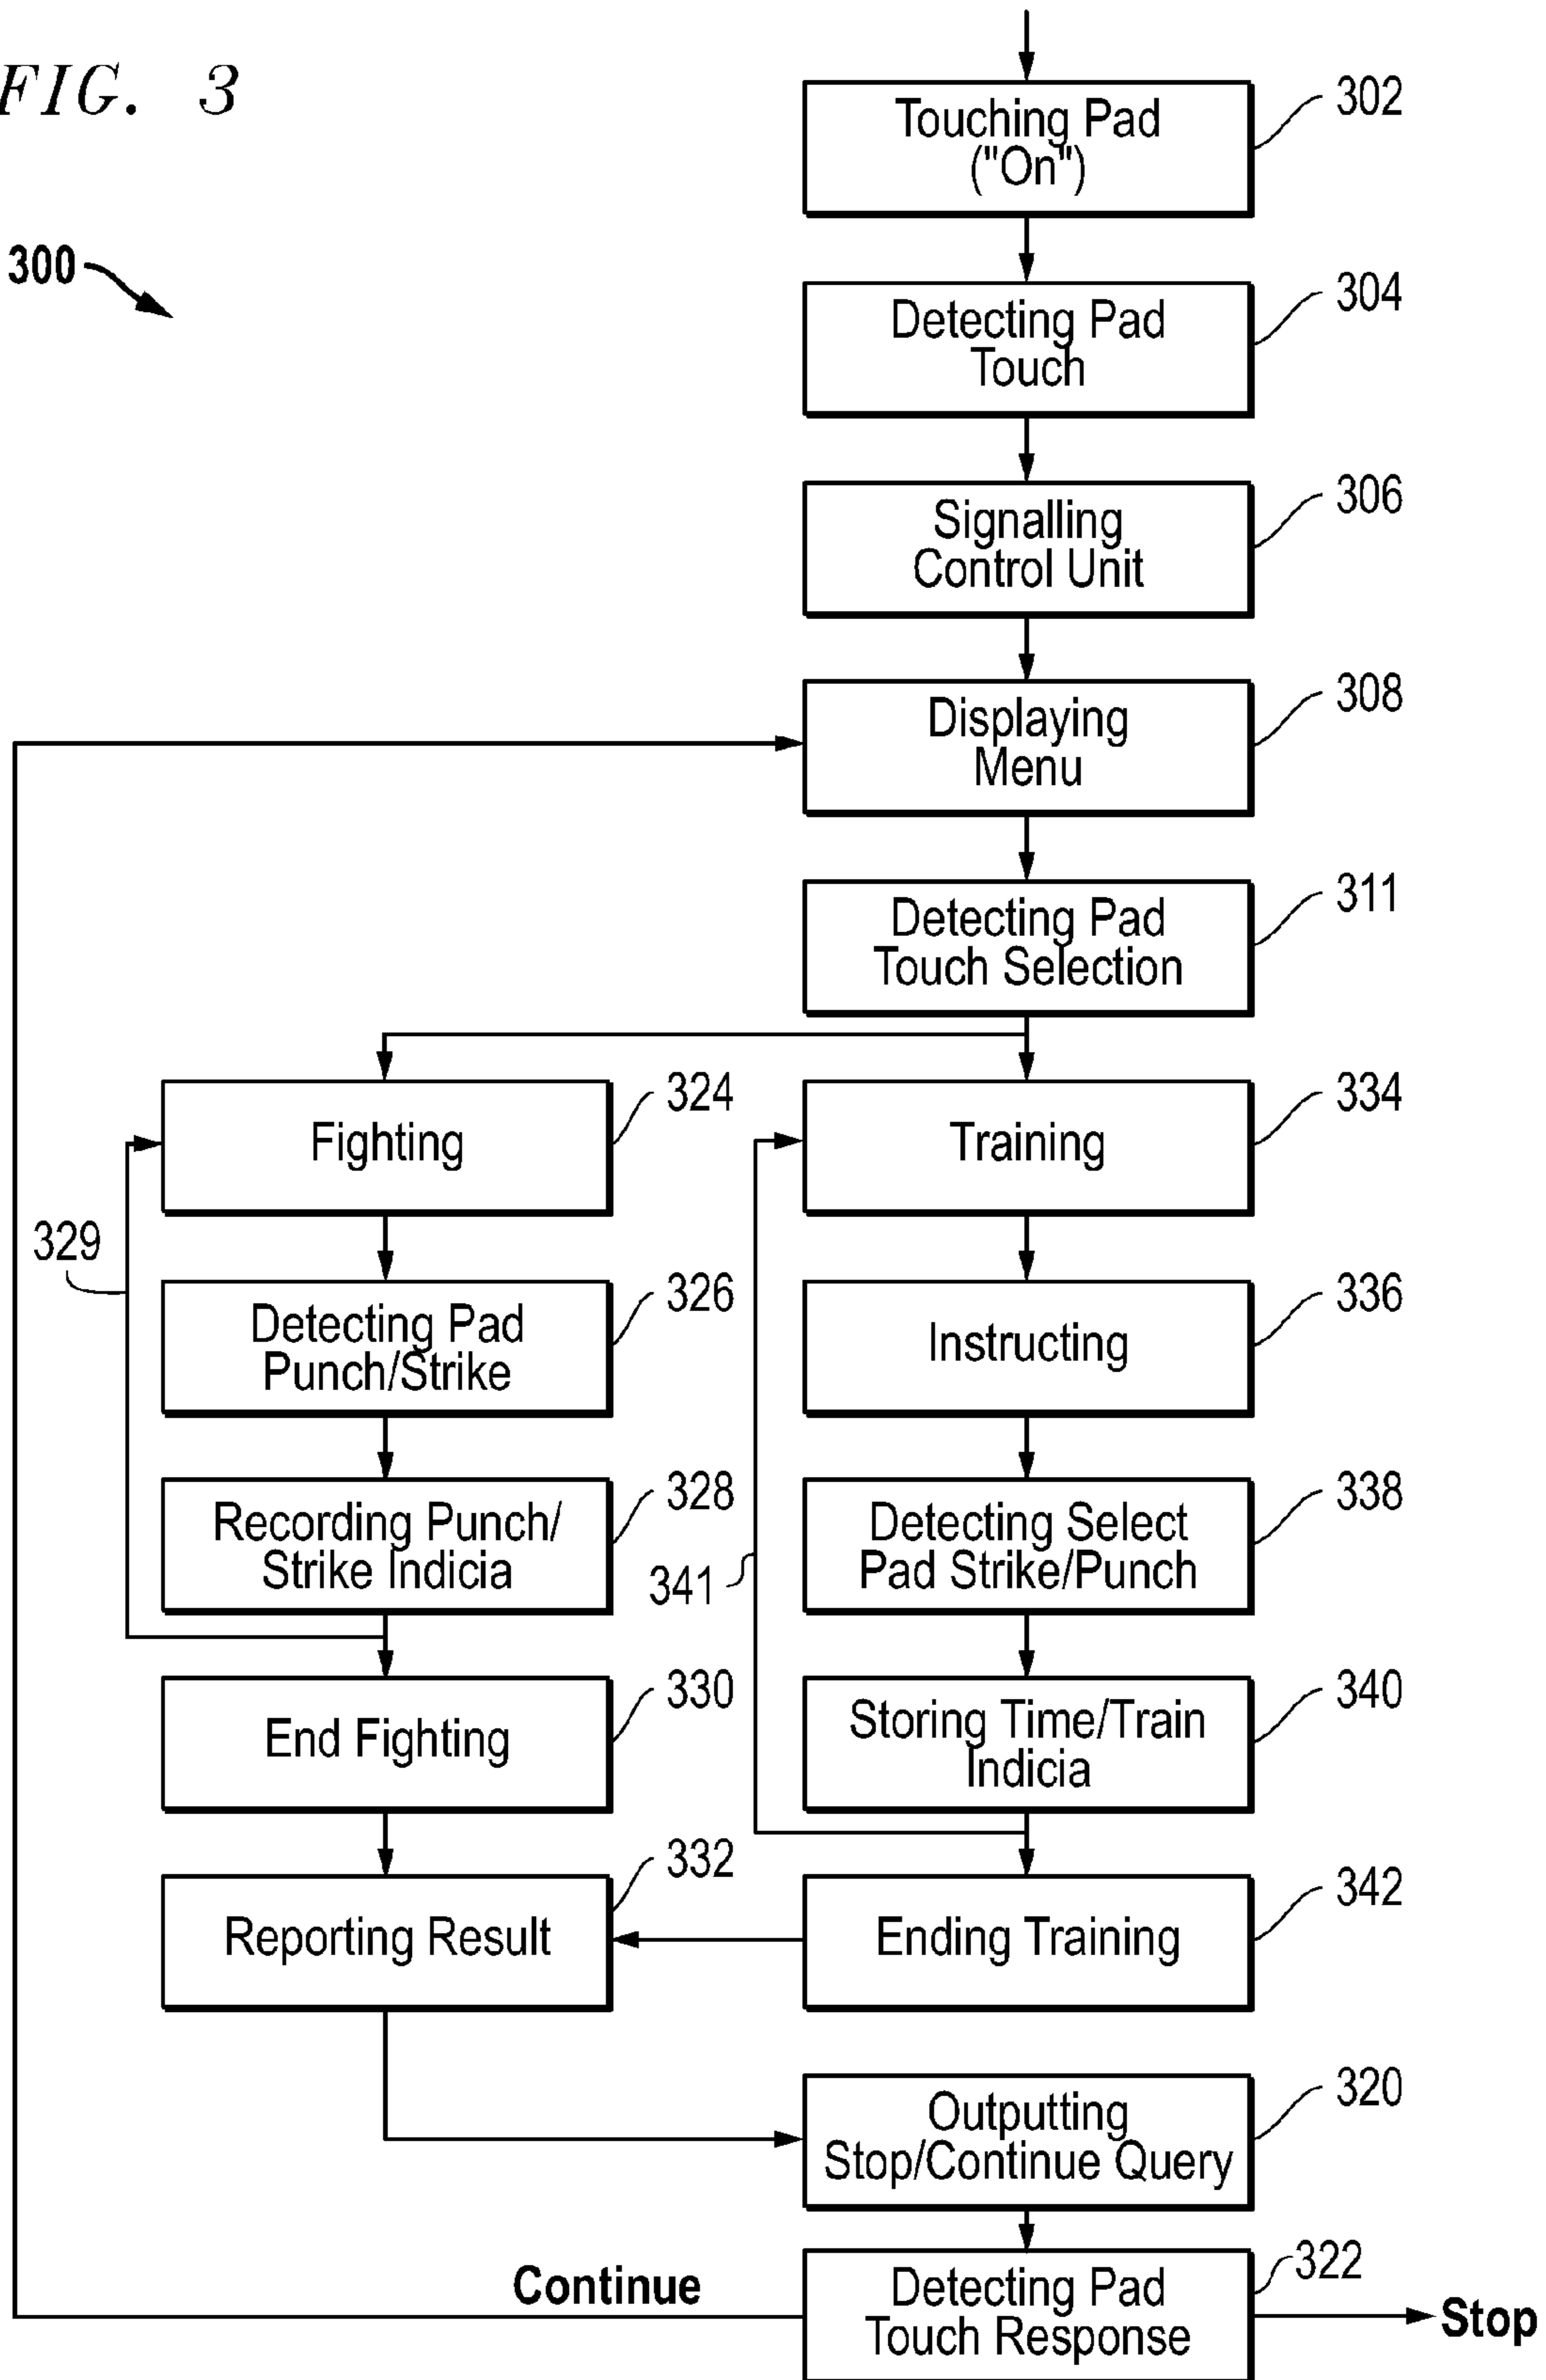 FIG. 3
300
Touching Pad
("On")
302
Detecting Pad
Touch
304
Signalling
Control Unit
306
Displaying
Menu
308
Detecting Pad
Touch Selection
311
Fighting
324
Training
334
329
Detecting Pad
Punch/Strike
326
Instructing
336
Recording Punch/
Strike Indicia
328
Detecting Select
Pad Strike/Punch
338
341
End Fighting
330
Storing Time/Train
Indicia
340
Reporting Result
332
Ending Training
342
Outputting
Stop/Continue Query
320
Continue
Detecting Pad
Touch Response
322
Stop